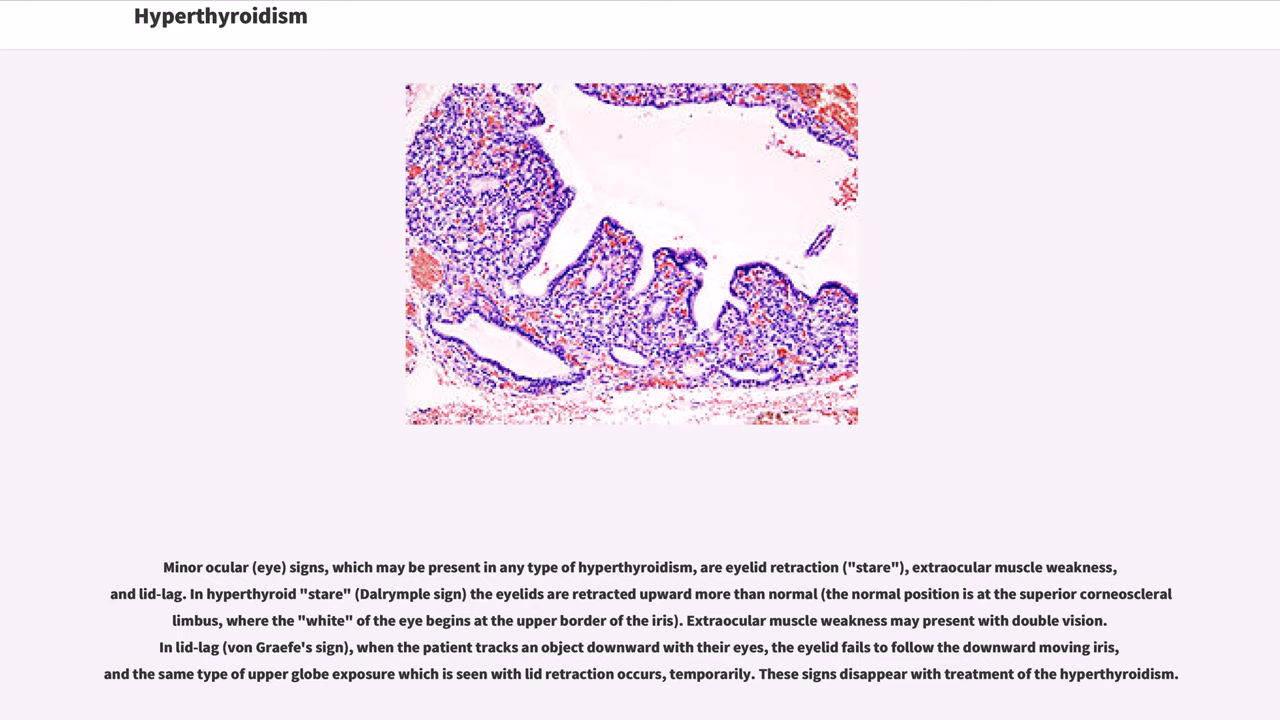 Hyperthyroidism
Minor ocular (eye) signs, which may be present in any type of hyperthyroidism, are eyelid retraction ("stare"), extraocular muscle weakness,
and lid-lag. In hyperthyroid "stare" (Dalrymple sign) the eyelids are retracted upward more than normal (the normal position is at the superior corneoscleral
limbus, where the "white" of the eye begins at the upper border of the iris). Extraocular muscle weakness may present with double vision.
In lid-lag (von Graefe's sign), when the patient tracks an object downward with their eyes, the eyelid fails to follow the downward moving iris,
and the same type of upper globe exposure which is seen with lid retraction occurs, temporarily. These signs disappear with treatment of the hyperthyroidism.